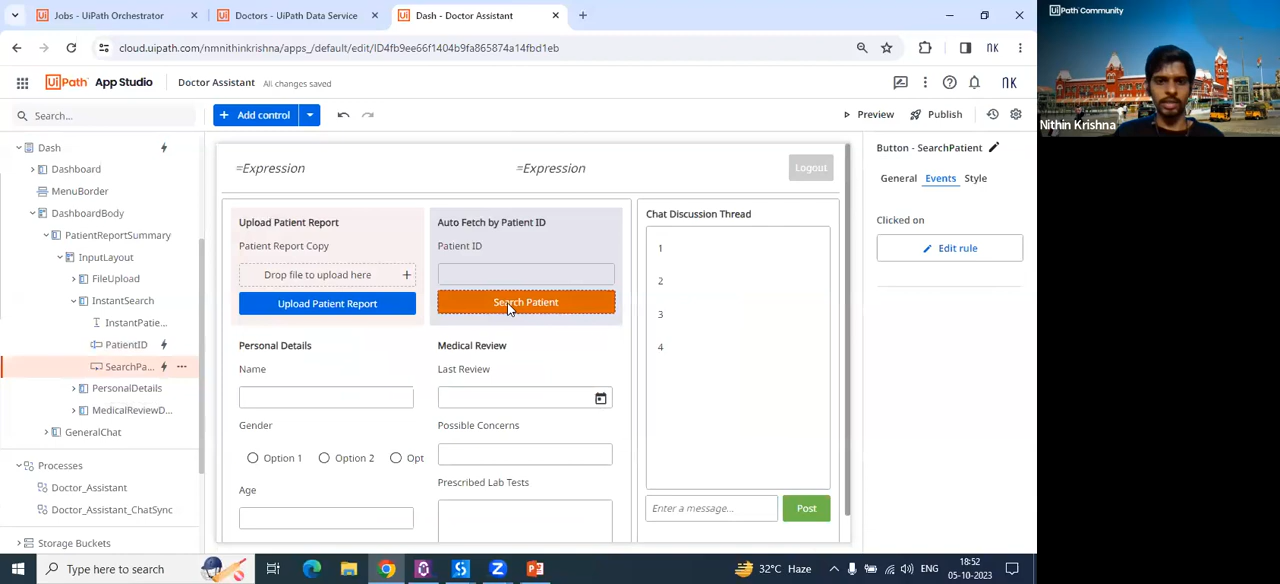 Jobs - UiPath Orchestrator
Doctors - UiPath Data Service
Dash - Doctor Assistant
cloud.uipath.com/nmnithinkrishna/apps_/default/edit/ID4fb9ee66f1404b9fa865874a14fbd1eb
NK
UiPath App Studio
Doctor Assistant
All changes saved
NK
Search...
Add control
Preview
Publish
Dash
Dashboard
MenuBorder
DashboardBody
PatientReportSummary
InputLayout
FileUpload
InstantSearch
InstantPatie...
PatientID
SearchPa...
PersonalDetails
MedicalReviewD...
GeneralChat
Processes
Doctor_Assistant
Doctor_Assistant_ChatSync
Storage Buckets
=Expression
=Expression
Logout
Upload Patient Report
Patient Report Copy
Drop file to upload here
Upload Patient Report
Auto Fetch by Patient ID
Patient ID
Search Patient
Personal Details
Name
Gender
Option 1
Option 2
Opt
Age
Medical Review
Last Review
Possible Concerns
Prescribed Lab Tests
Chat Discussion Thread
1
2
3
4
Enter a message...
Post
Button - SearchPatient
General
Events
Style
Clicked on
Edit rule
UiPath Community
Nithin Krishna
Type here to search
32°C Haze
ENG
18:52
05-10-2023